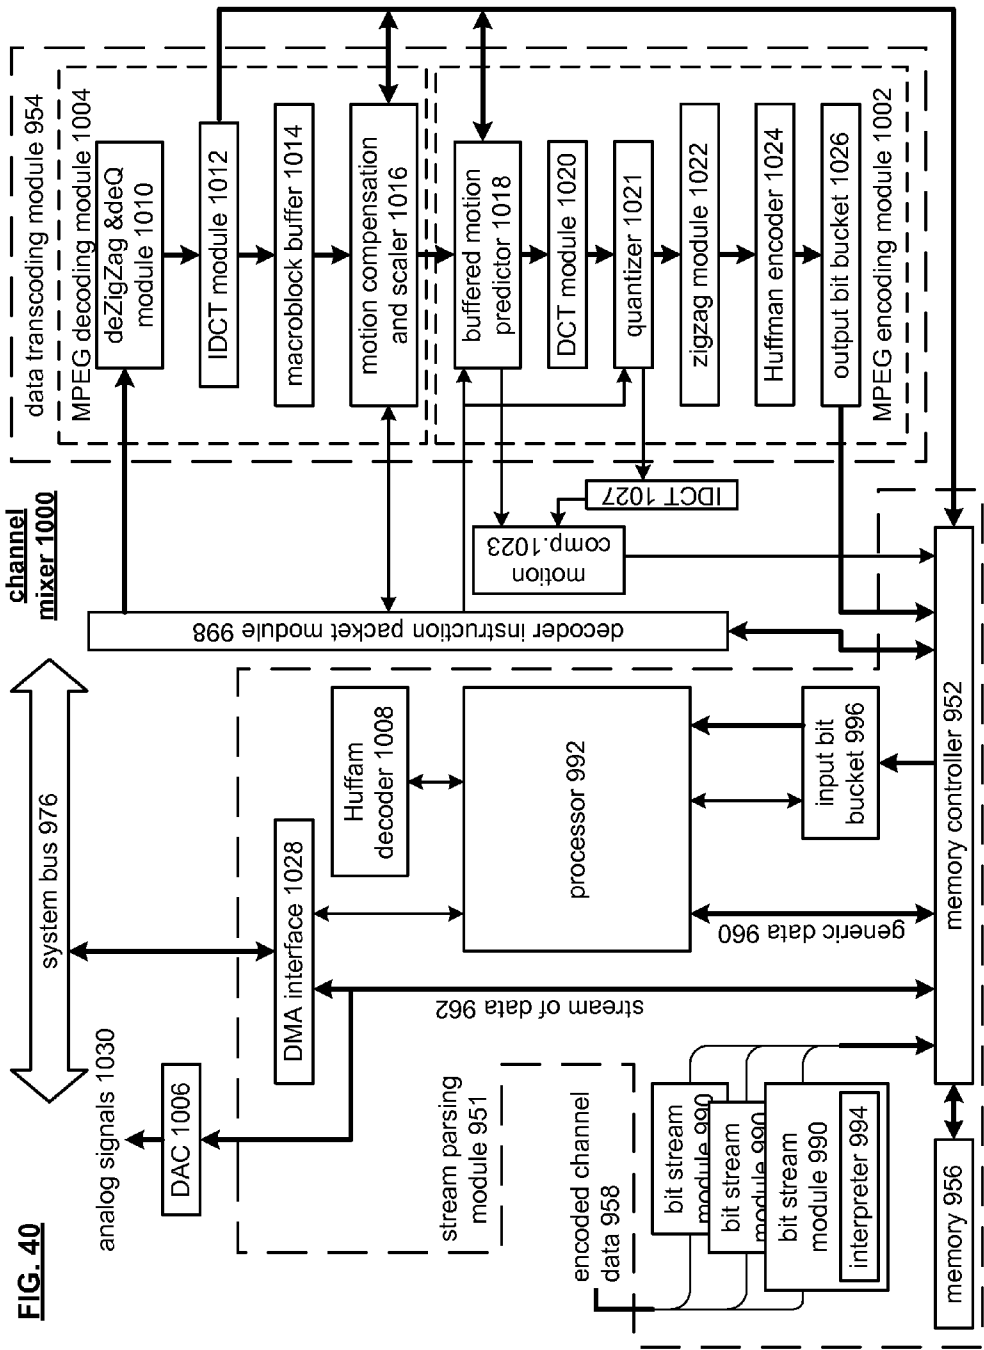 FIG. 40
channel
mixer 1000
analog signals 1030
system bus 976
data transcoding module 954
MPEG decoding module 1004
deZigZag &deQ
module 1010
IDCT module 1012
macroblock buffer 1014
motion compensation
and scaler 1016
buffered motion
predictor 1018
DCT module 1020
quantizer 1021
zigzag module 1022
Huffman encoder 1024
output bit bucket 1026
MPEG encoding module 1002
DAC 1006
DMA interface 1028
Huffam
decoder 1008
decoder instruction packet module 998
motion
comp.1023
IDCT 1027
stream parsing
module 951
stream of data 962
processor 992
generic data 960
input bit
bucket 996
encoded channel
data 958
bit stream
module 990
bit stream
module 990
bit stream
module 990
interpreter 994
memory 956
memory controller 952